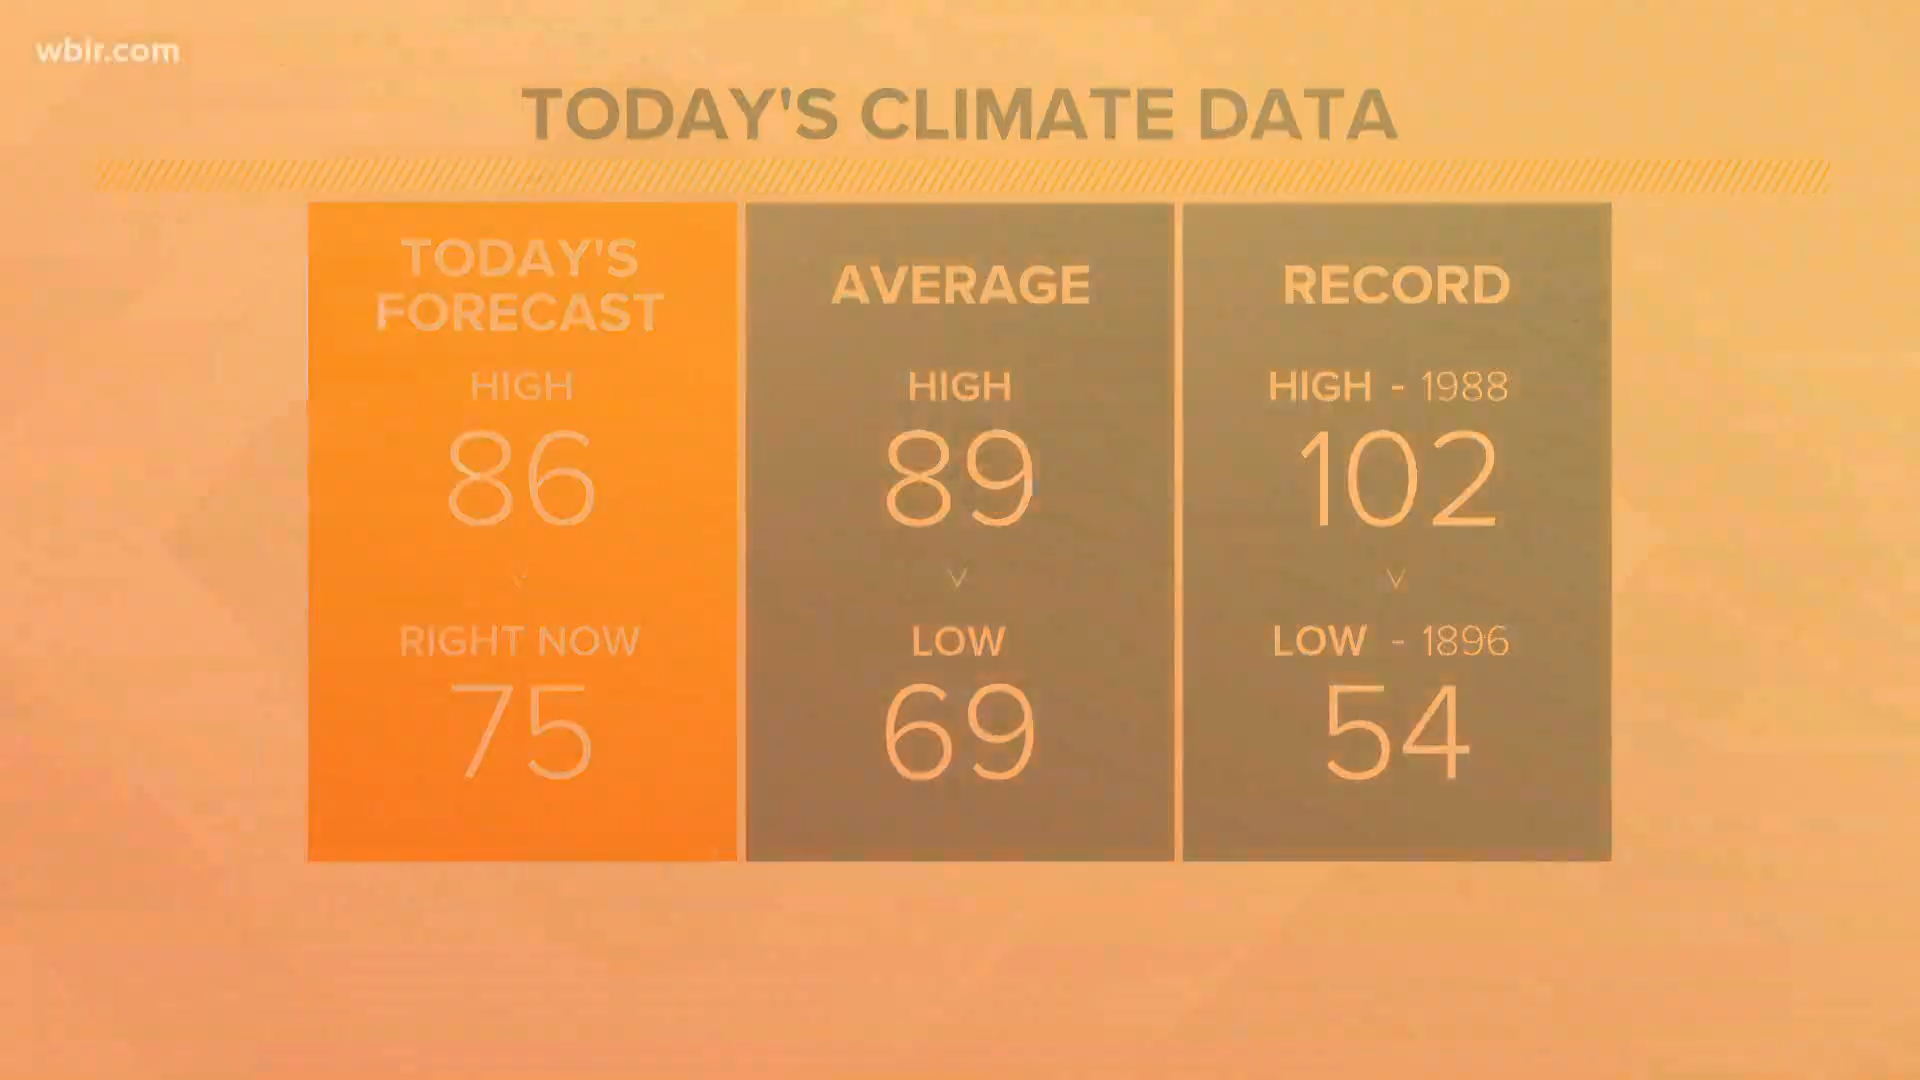 wbir.com
TODAY'S CLIMATE DATA
TODAY'S
FORECAST
HIGH
86
RIGHT NOW
75
AVERAGE
HIGH
89
LOW
69
RECORD
HIGH - 1988
102
LOW - 1896
54